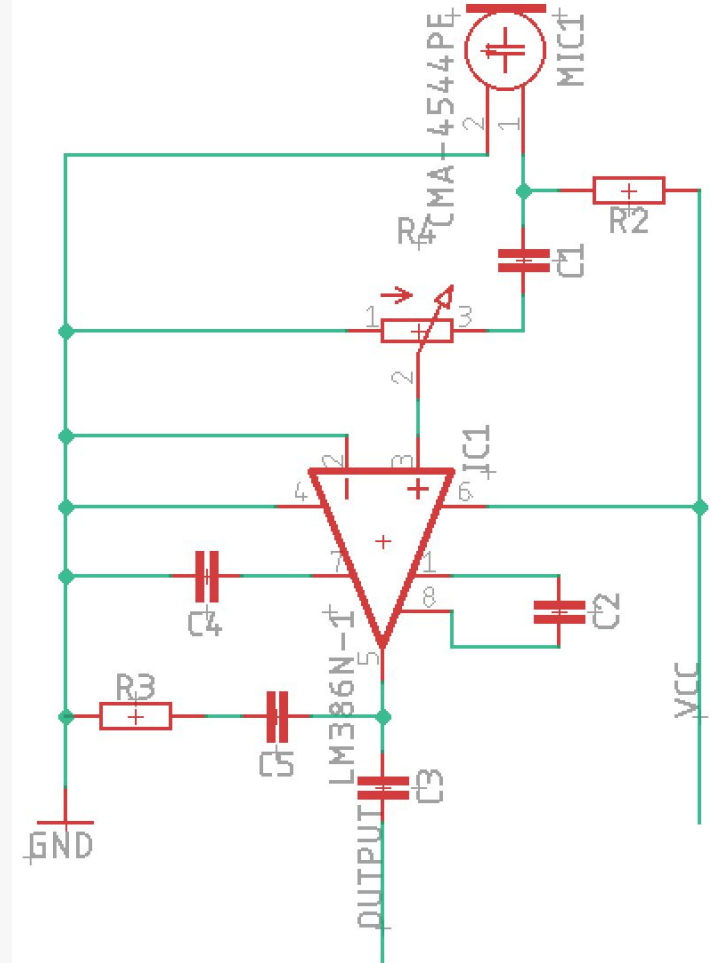 CMA-4544PF
MIC1
2
1
R2
R4
C1
1
3
2
IC1
2
3
4
6
7
1
8
C4
C2
5
LM386N-1
R3
C5
C3
VCC
GND
OUTPUT